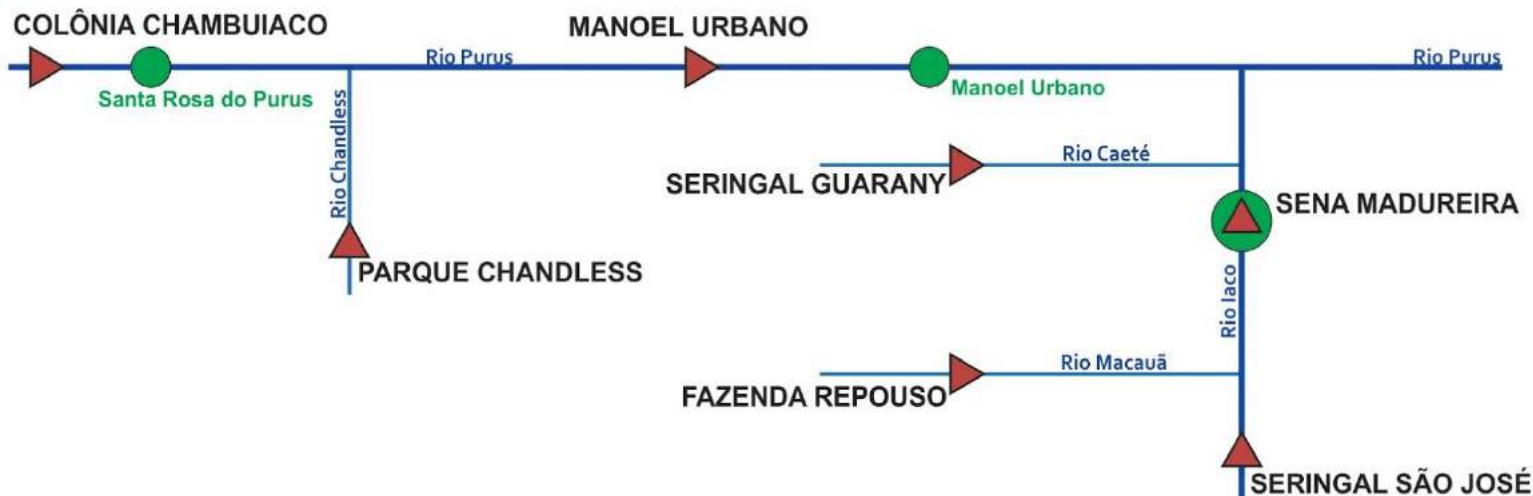 COLÔNIA CHAMBUIACO
MANOEL URBANO
Rio Purus
Rio Purus
Santa Rosa do Purus
Manoel Urbano
Rio Chandless
Rio Caeté
SERINGAL GUARANY
SENA MADUREIRA
PARQUE CHANDLESS
Rio Iaco
Rio Macauã
FAZENDA REPOUSO
SERINGAL SÃO JOSÉ